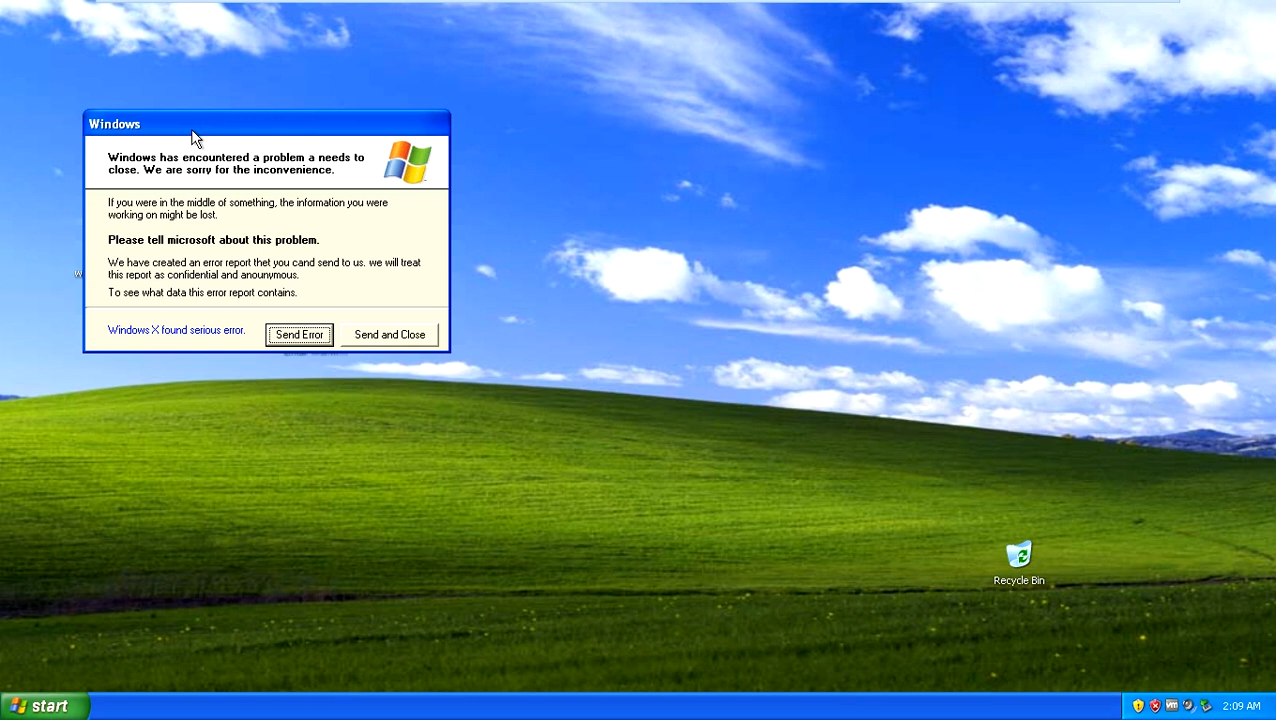 Windows
Windows has encountered a problem a needs to
close. We are sorry for the inconvenience.
If you were in the middle of something, the information you were
working on might be lost.
Please tell microsoft about this problem.
We have created an error report thet you cand send to us. we will treat
this report as confidential and anounymous.
To see what data this error report contains.
Windows X found serious error.
Send Error
Send and Close
Recycle Bin
start
2:09 AM